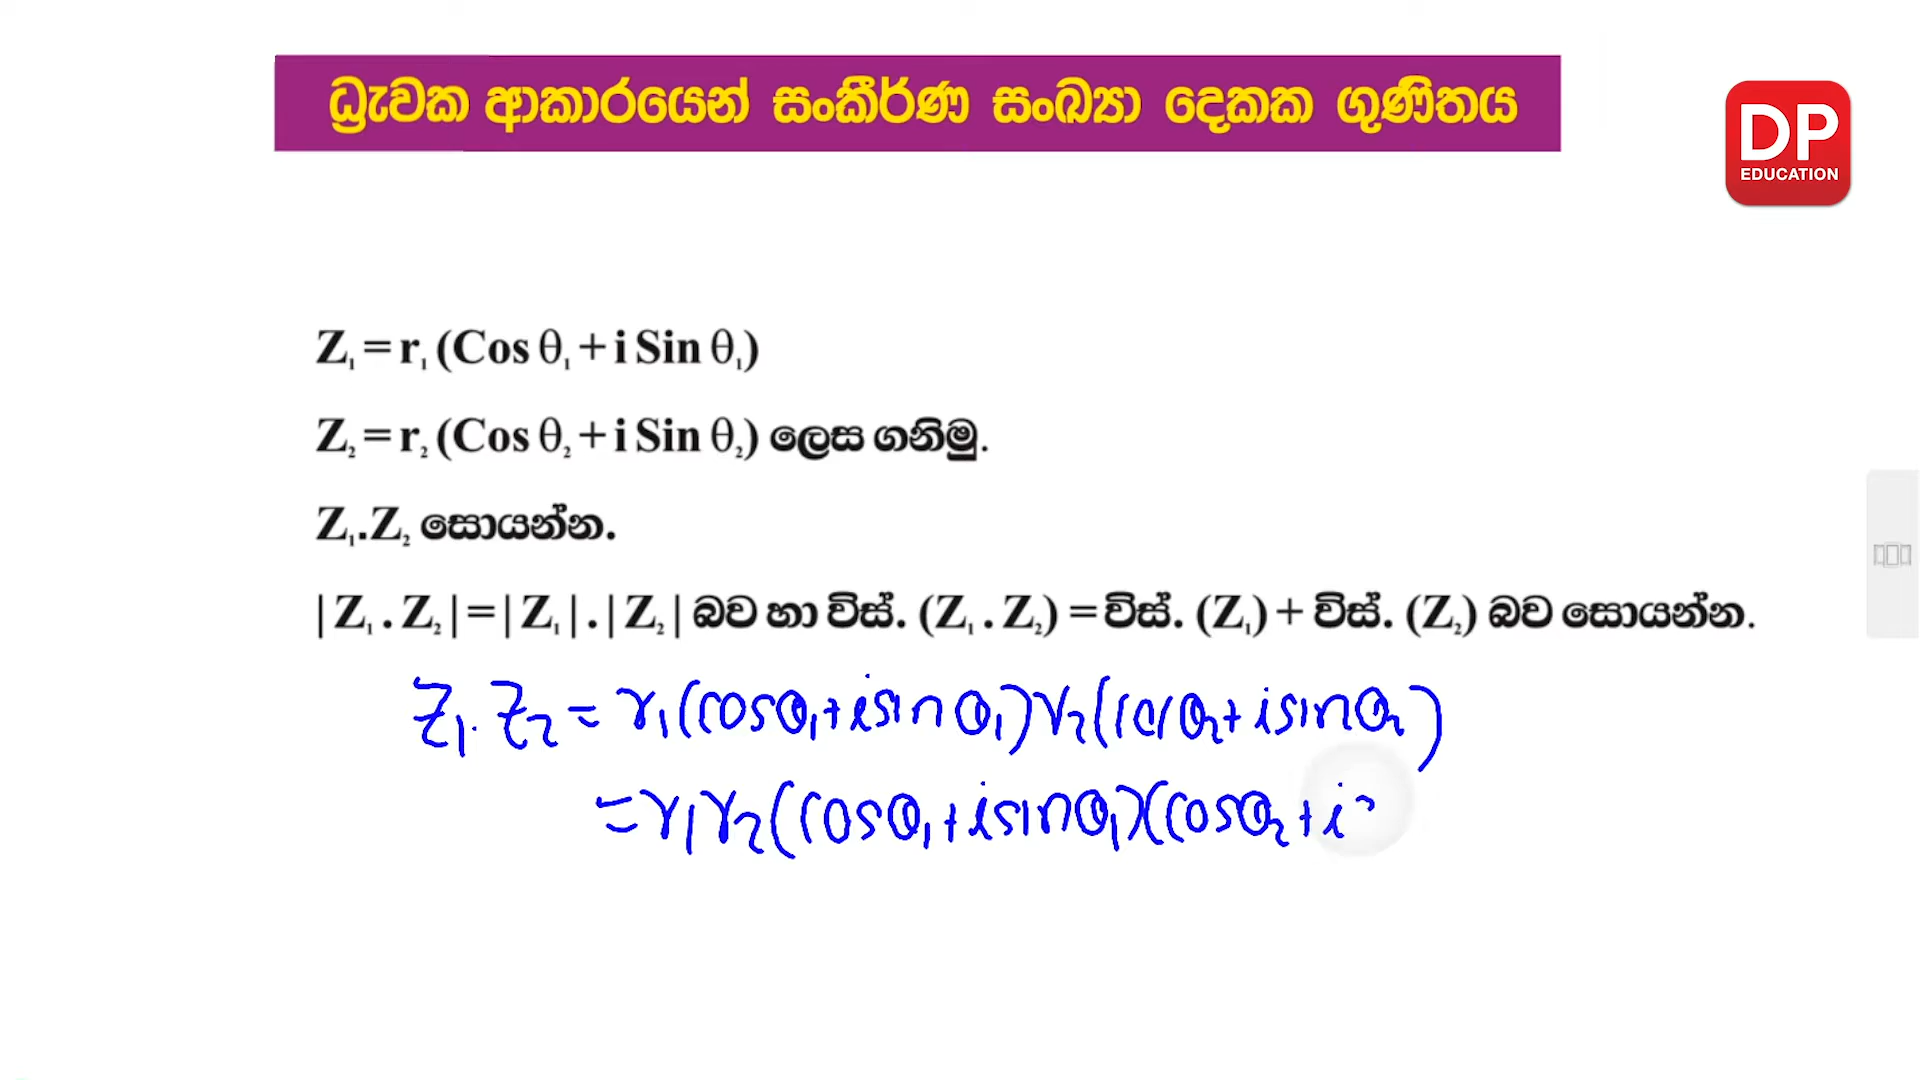 ධ්‍රැවක ආකාරයෙන් සංකීර්ණ සංඛ්‍යා දෙකක ගුණිතය
DP
EDUCATION
Z₁ = r₁ (Cos θ₁ + i Sin θ₁)
Z₂ = r₂ (Cos θ₂ + i Sin θ₂) ලෙස ගනිමු.
Z₁.Z₂ සොයන්න.
|Z₁ . Z₂| = |Z₁| . |Z₂| බව හා විස්. (Z₁ . Z₂) = විස්. (Z₁) + විස්. (Z₂) බව සොයන්න.
Z₁. Z₂ = r₁(cosθ₁+isinθ₁)r₂(cosθ₂+isinθ₂)
=r₁r₂(cosθ₁+isinθ₁)(cosθ₂+i